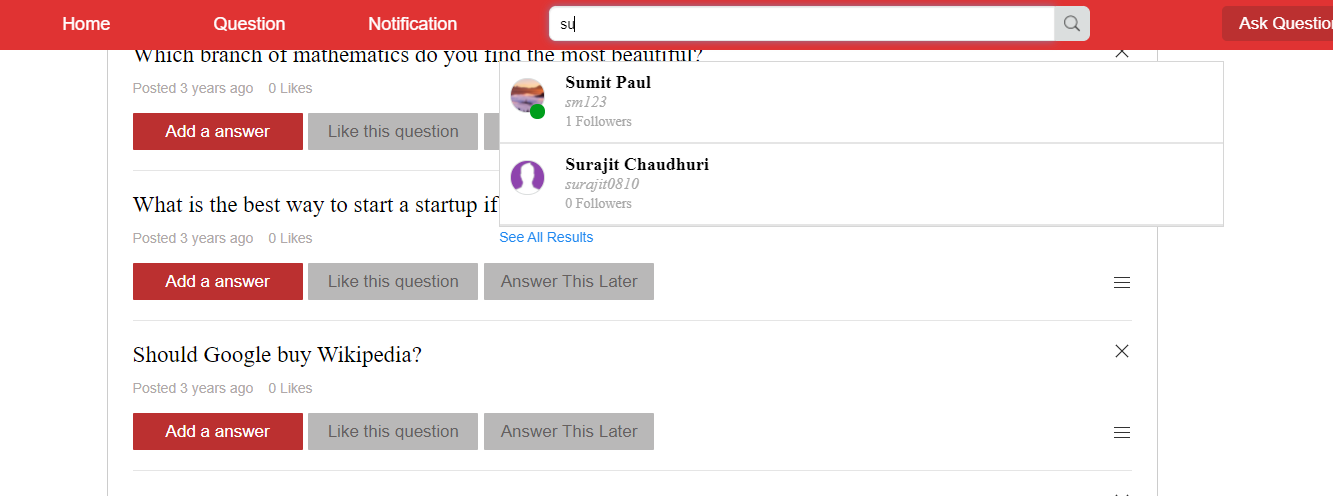 Home Question Notification su Ask Question
Which branch of mathematics do you find the most beautiful?
Posted 3 years ago 0 Likes
Add a answer Like this question
Sumit Paul
sm123
1 Followers
Surajit Chaudhuri
surajit0810
0 Followers
See All Results
What is the best way to start a startup if
Posted 3 years ago 0 Likes
Add a answer Like this question Answer This Later
Should Google buy Wikipedia?
Posted 3 years ago 0 Likes
Add a answer Like this question Answer This Later